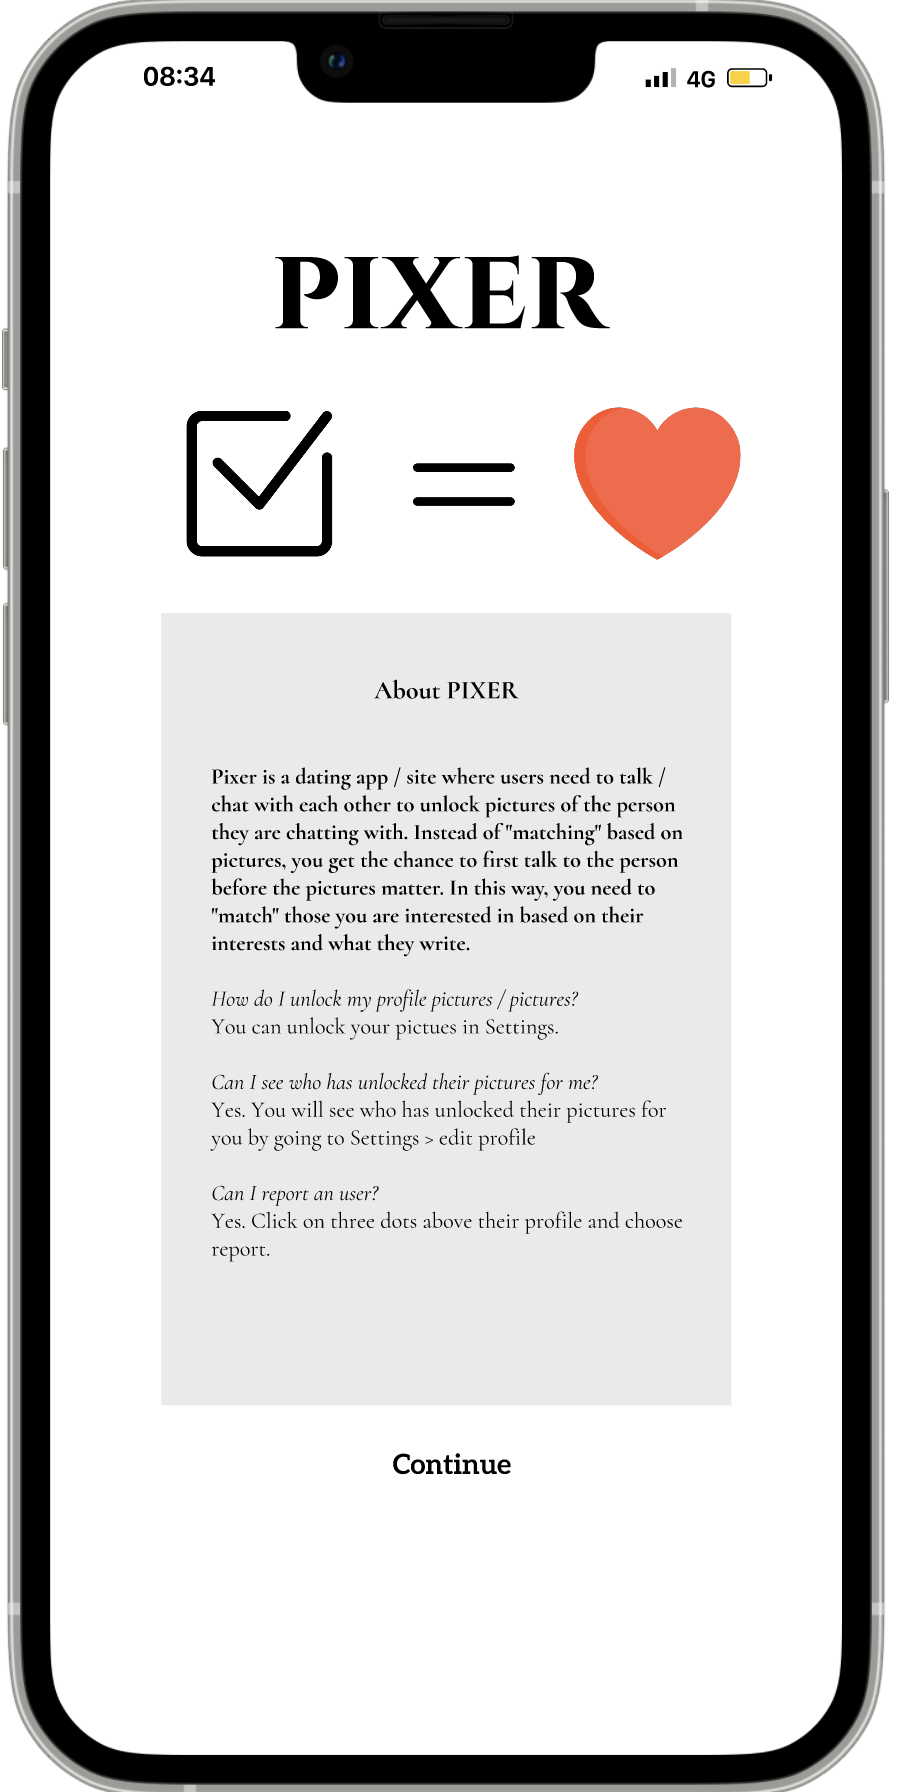 08:34
4G
PIXER
About PIXER
Pixer is a dating app / site where users need to talk /
chat with each other to unlock pictures of the person
they are chatting with. Instead of "matching" based on
pictures, you get the chance to first talk to the person
before the pictures matter. In this way, you need to
"match" those you are interested in based on their
interests and what they write.
How do I unlock my profile pictures / pictures?
You can unlock your pictues in Settings.
Can I see who has unlocked their pictures for me?
Yes. You will see who has unlocked their pictures for
you by going to Settings > edit profile
Can I report an user?
Yes. Click on three dots above their profile and choose
report.
Continue